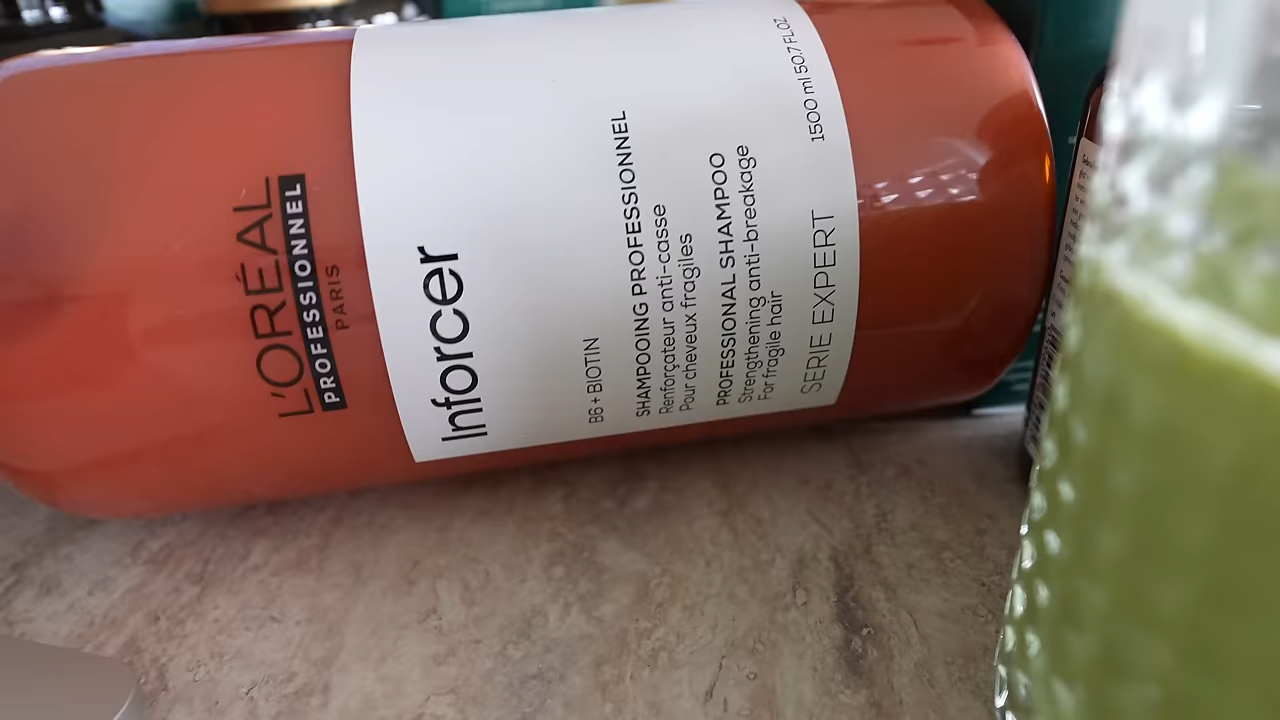 L'ORÉAL
PROFESSIONNEL
PARIS
Inforcer
B6 + BIOTIN
SHAMPOOING PROFESSIONNEL
Renforçateur anti-casse
Pour cheveux fragiles
PROFESSIONAL SHAMPOO
Strengthening anti-breakage
For fragile hair
SERIE EXPERT 1500 ml 50.7 FL OZ